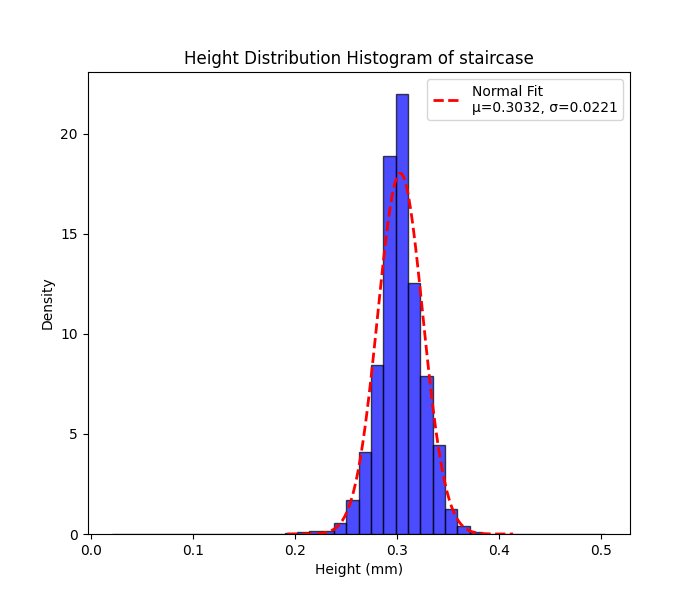 Height Distribution Histogram of staircase
Normal Fit
μ=0.3032, σ=0.0221
20
15
10
5
0
Density
0.0 0.1 0.2 0.3 0.4 0.5
Height (mm)